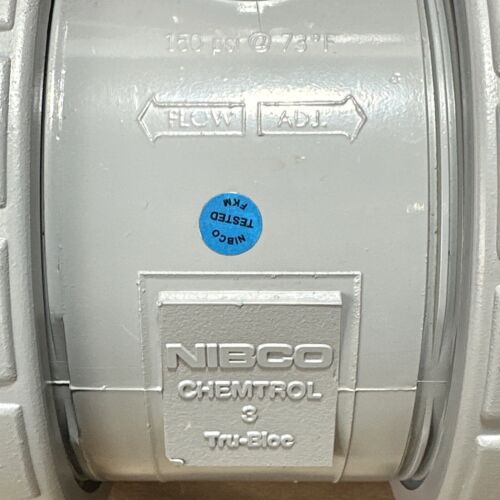 150 psi @ 73°F
FLOW ADJ.
NIBCO
TESTED
FKM
NIBCO
CHEMTROL
3
Tru-Bloc